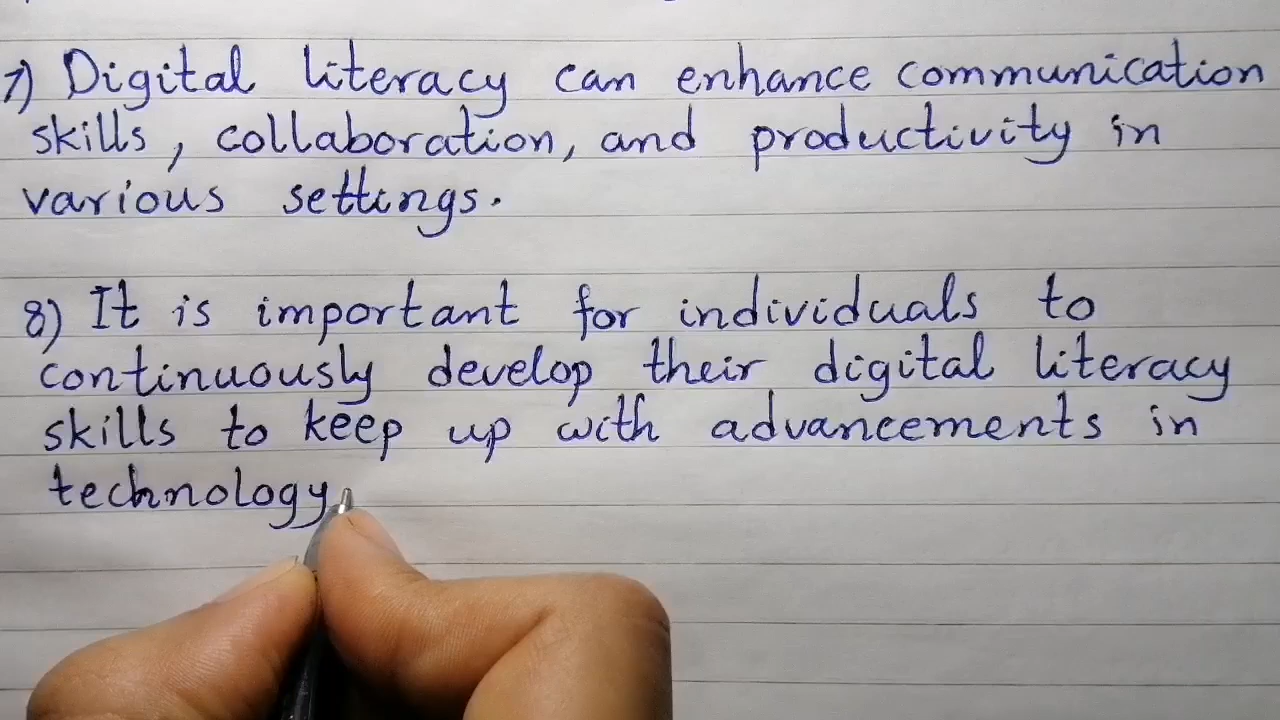 7) Digital literacy can enhance communication
skills, collaboration, and productivity in
various settings.
8) It is important for individuals to
continuously develop their digital literacy
skills to keep up with advancements in
technology